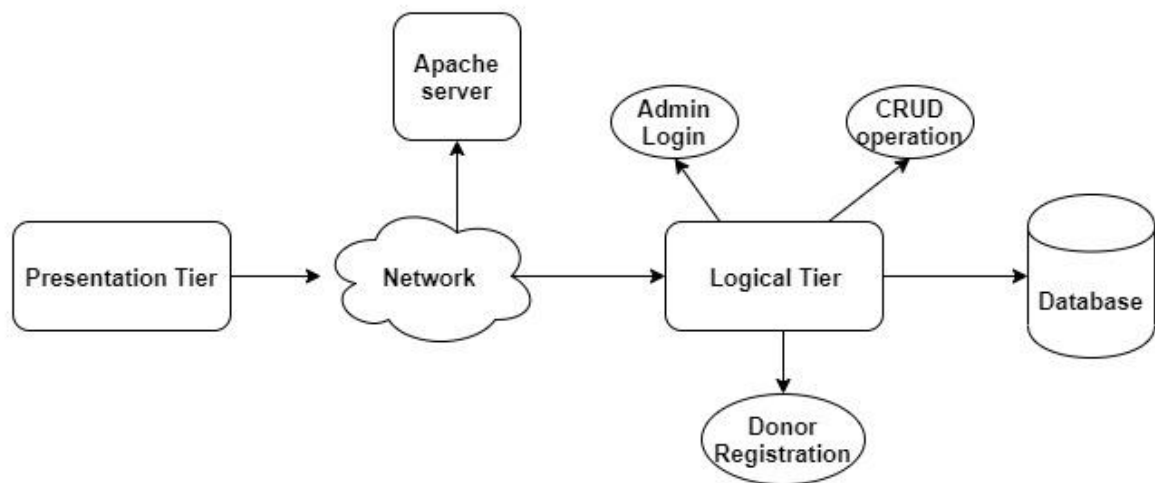 Apache
server
Admin
Login
CRUD
operation
Presentation Tier
Network
Logical Tier
Database
Donor
Registration